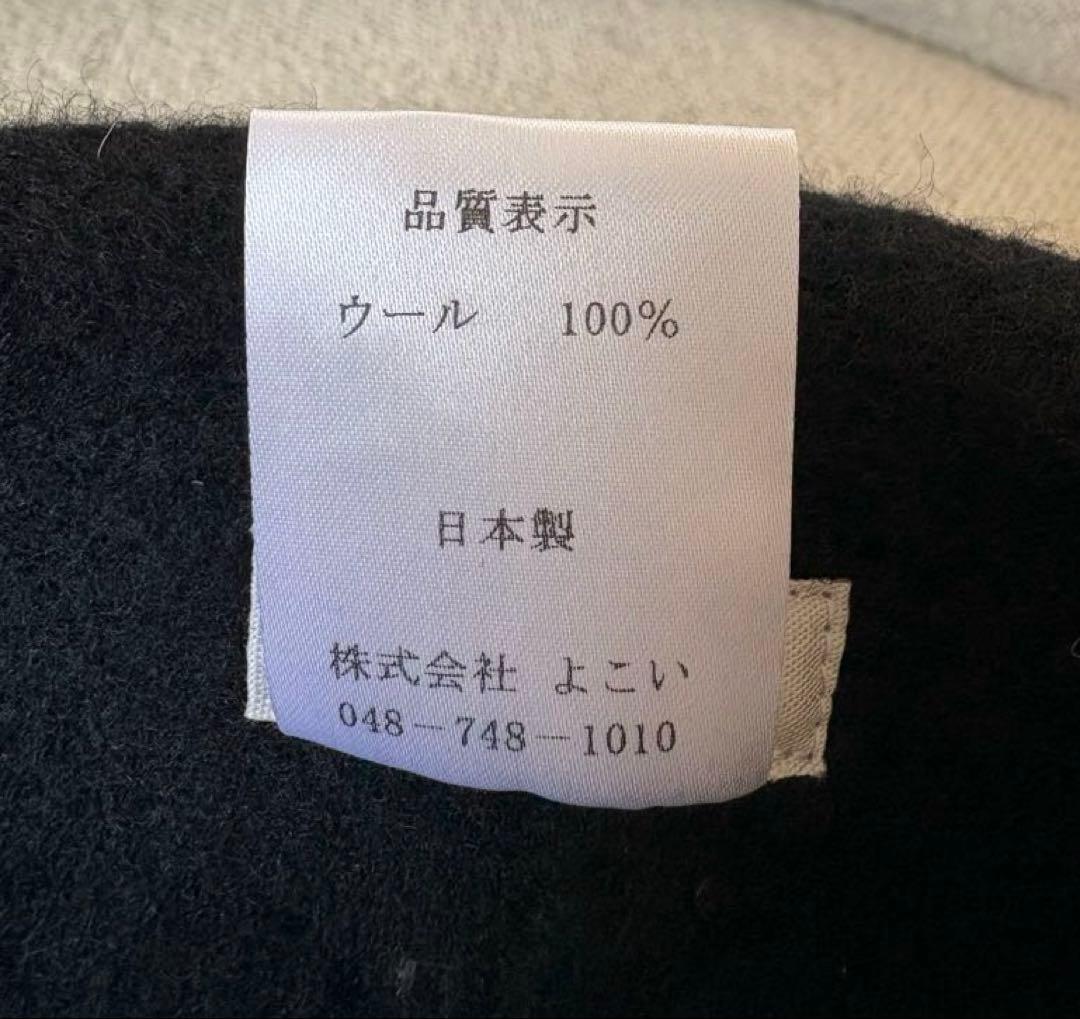 品質表示
ウール 100%
日本製
株式会社 よこい
048-748-1010